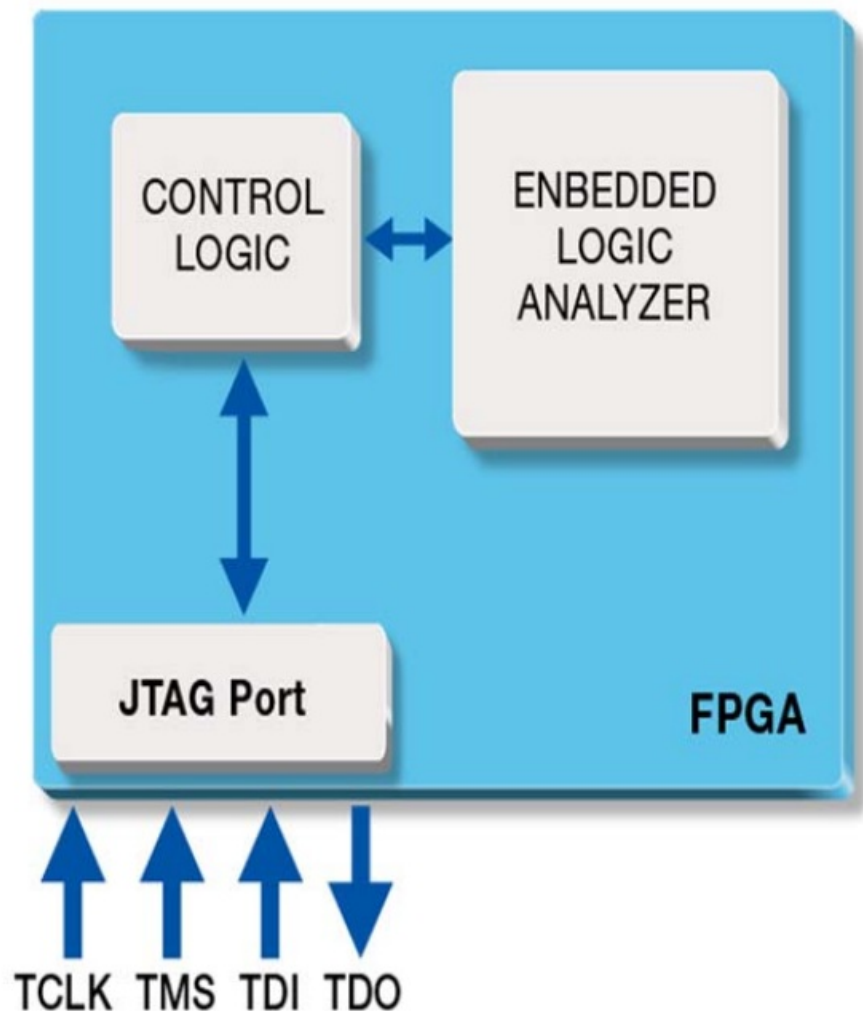 CONTROL
LOGIC
ENBEDDED
LOGIC
ANALYZER
JTAG Port
FPGA
TCLK TMS TDI TDO